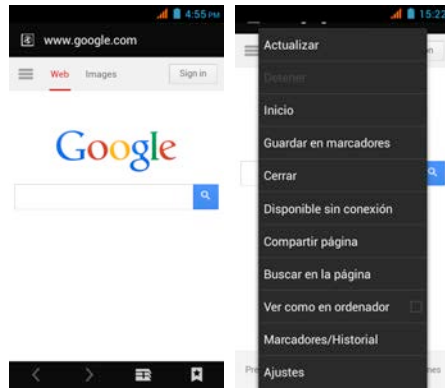 4:55 PM
www.google.com
Web Images Sign in
Google
15:22
Actualizar
Detener
Inicio
Guardar en marcadores
Cerrar
Disponible sin conexión
Compartir página
Buscar en la página
Ver como en ordenador
Marcadores/Historial
Ajustes